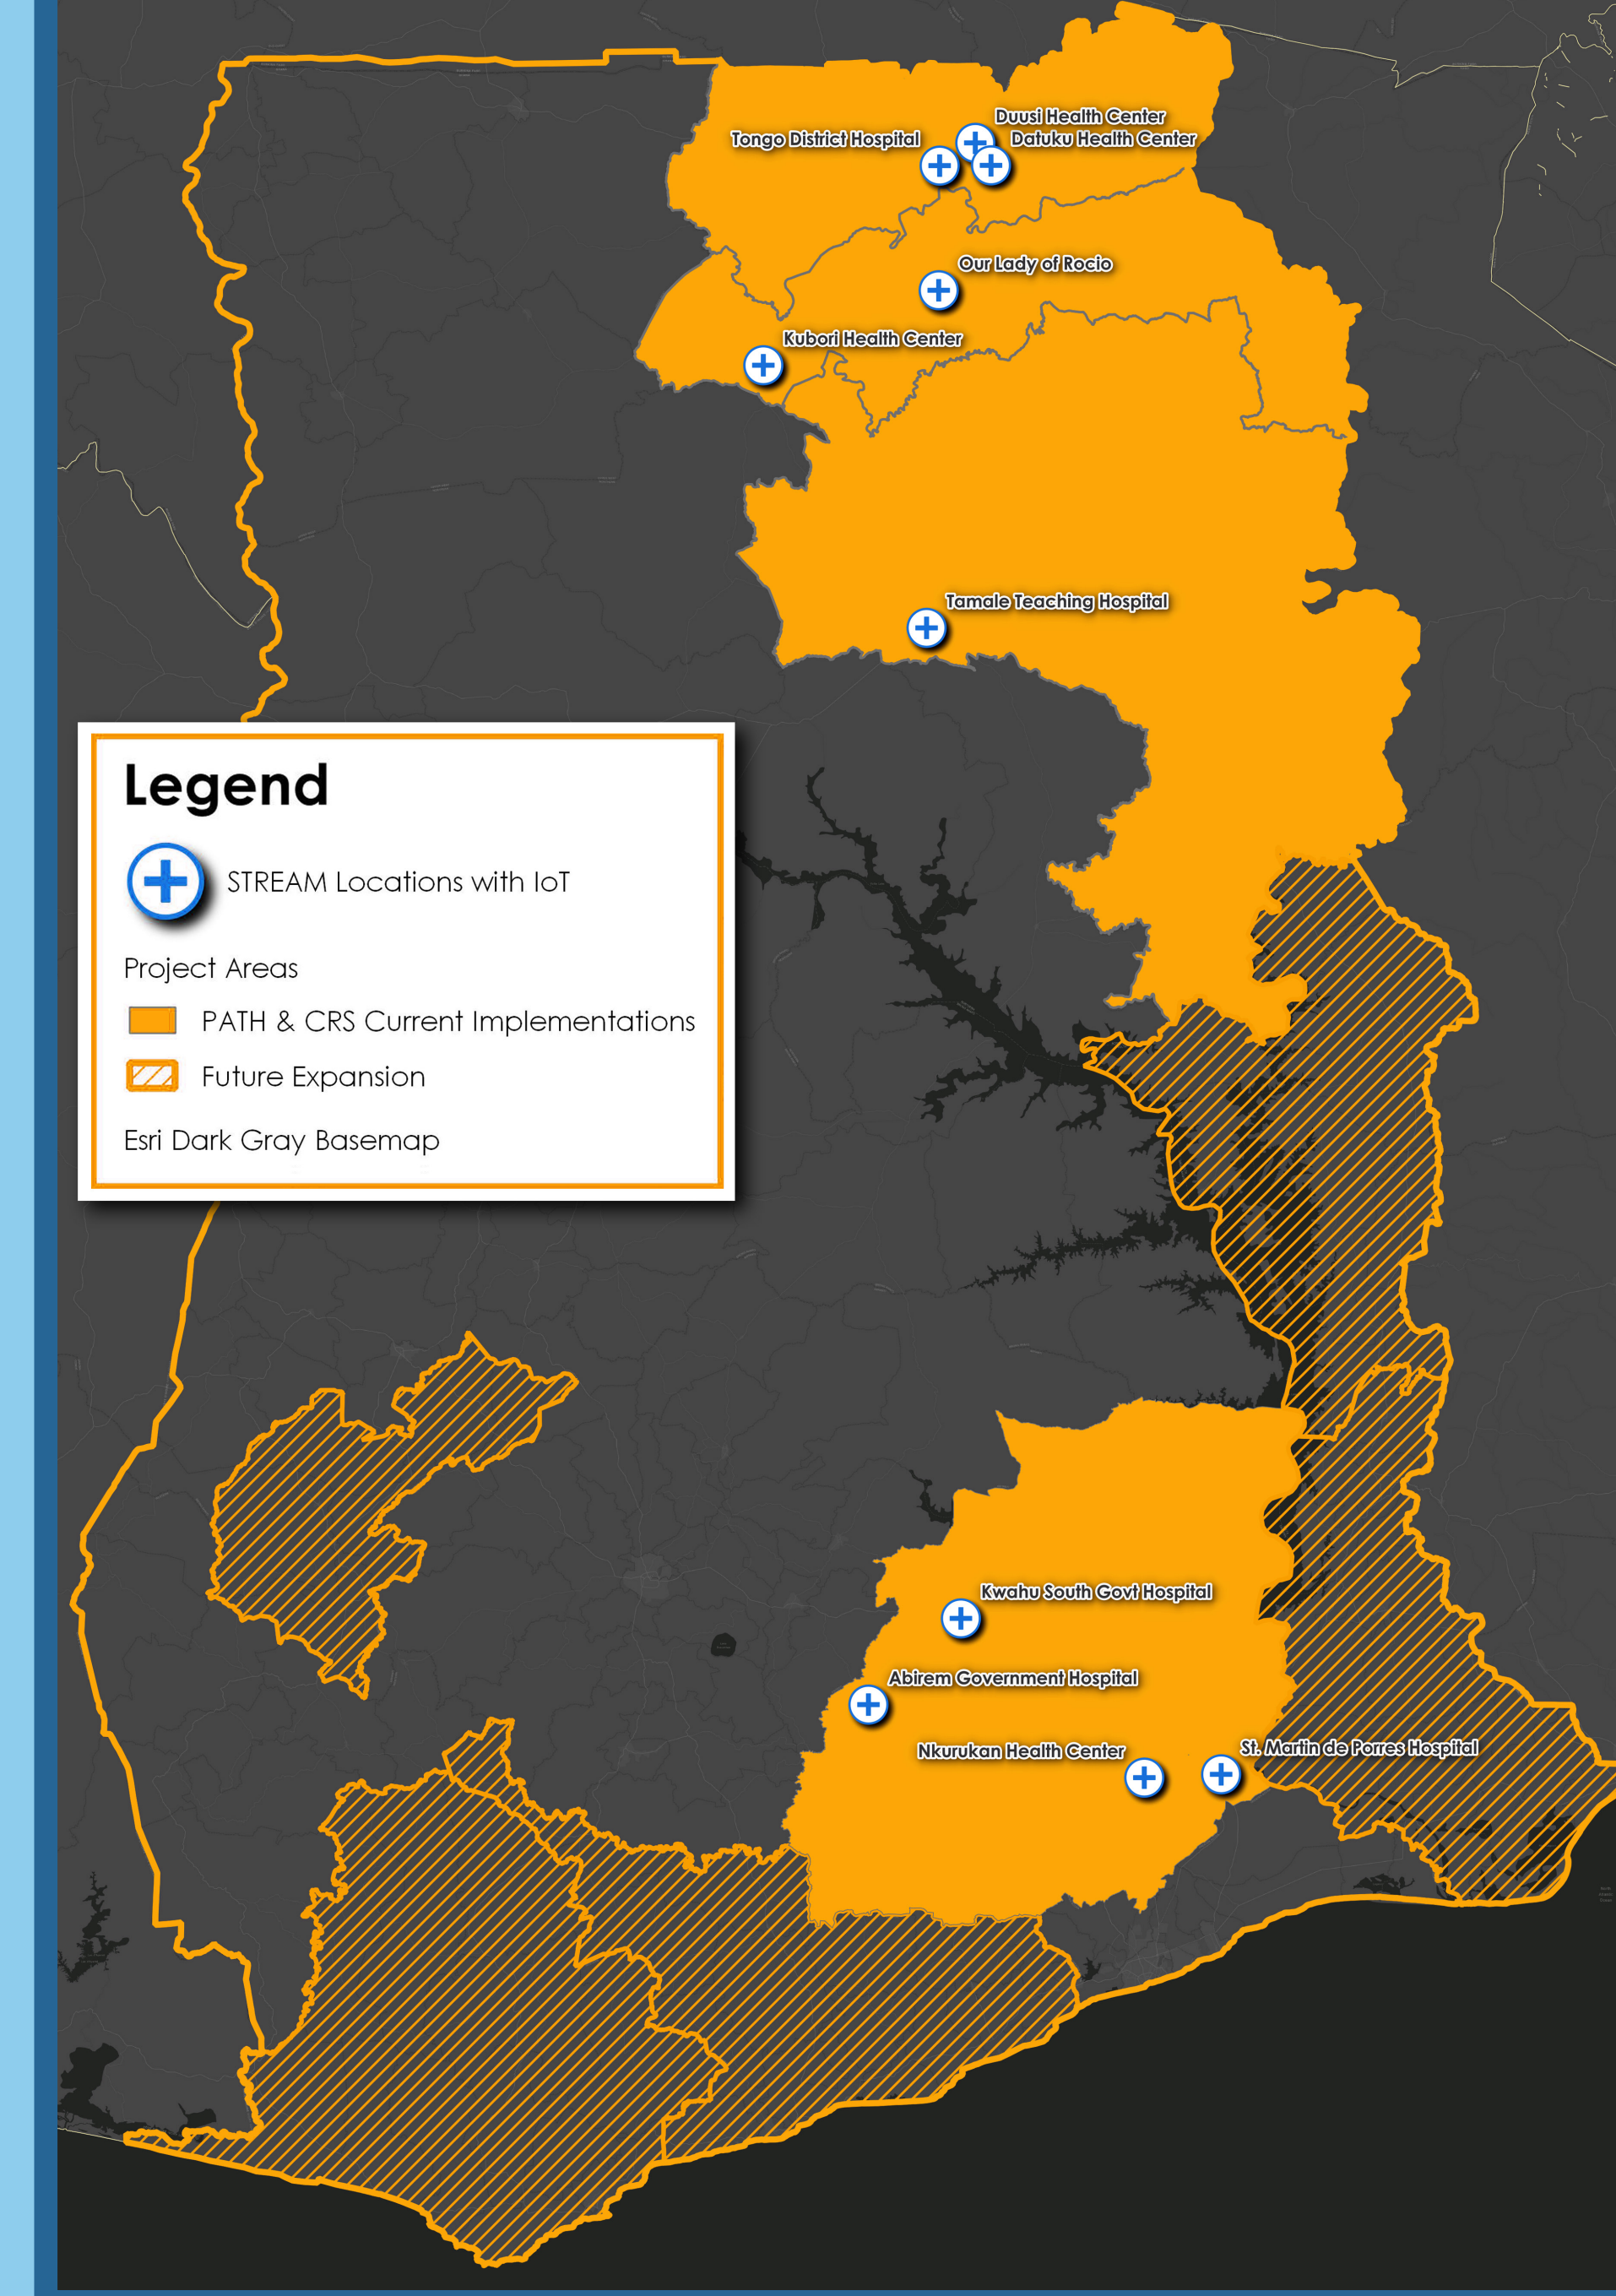 Duusi Health Center
Tongo District Hospital
Datuku Health Center
Our Lady of Rocio
Kubori Health Center
Tamale Teaching Hospital
Legend
STREAM Locations with IoT
Project Areas
PATH & CRS Current Implementations
Future Expansion
Esri Dark Gray Basemap
Kwahu South Govt Hospital
Abirem Government Hospital
Nkurukan Health Center
St. Martin de Porres Hospital